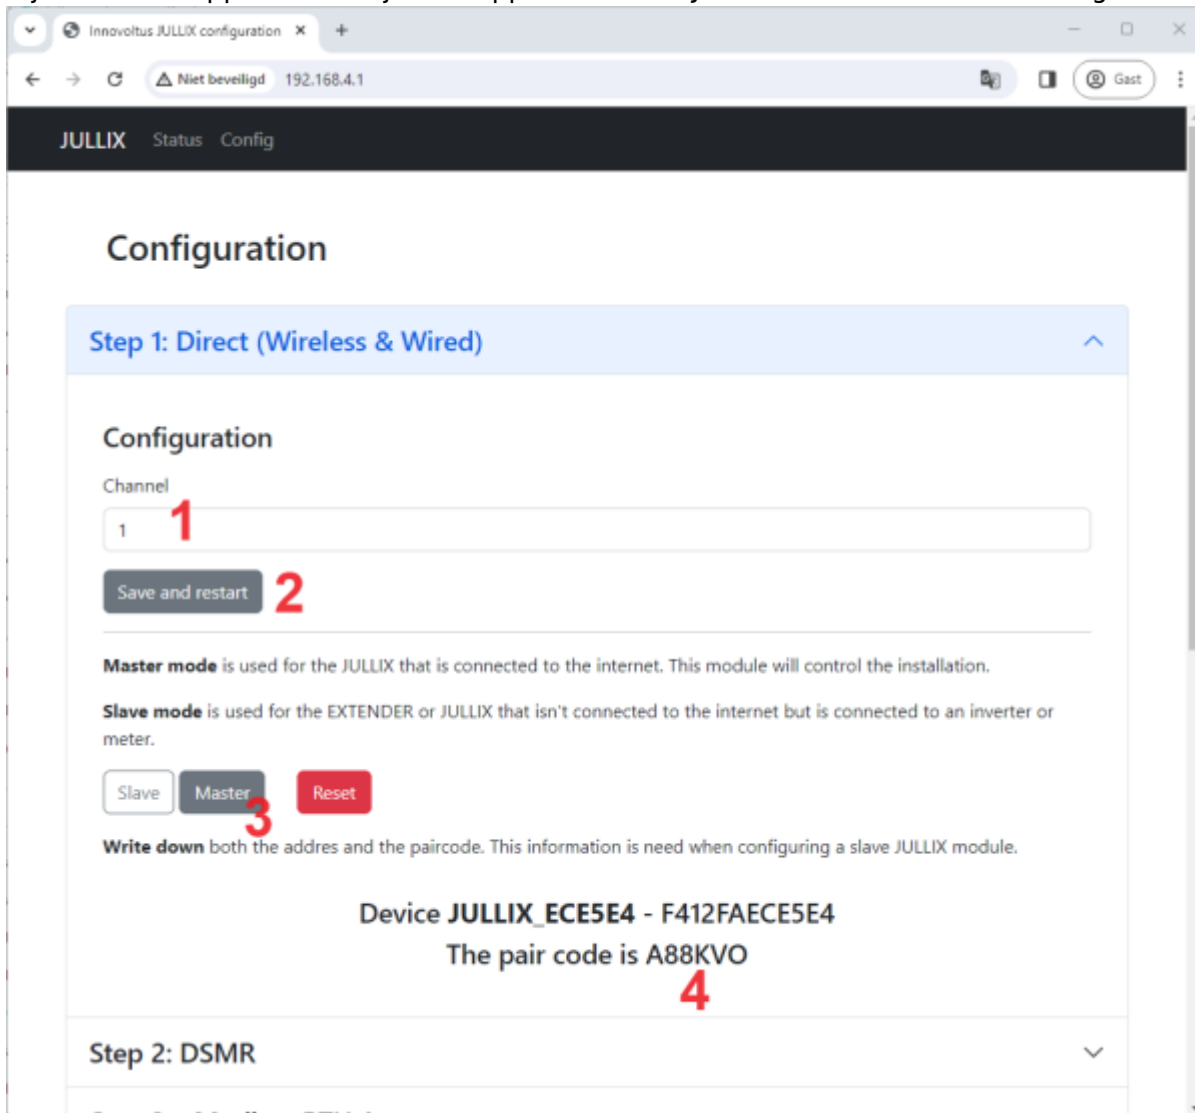 Innovoltus JULLIX configuration
Niet beveiligd 192.168.4.1
Gast
JULLIX Status Config
Configuration
Step 1: Direct (Wireless & Wired)
Configuration
Channel
1 1
Save and restart 2
Master mode is used for the JULLIX that is connected to the internet. This module will control the installation.
Slave mode is used for the EXTENDER or JULLIX that isn't connected to the internet but is connected to an inverter or
meter.
Slave Master Reset
3
Write down both the addres and the paircode. This information is need when configuring a slave JULLIX module.
Device JULLIX_ECE5E4 - F412FAECE5E4
The pair code is A88KVO
4
Step 2: DSMR